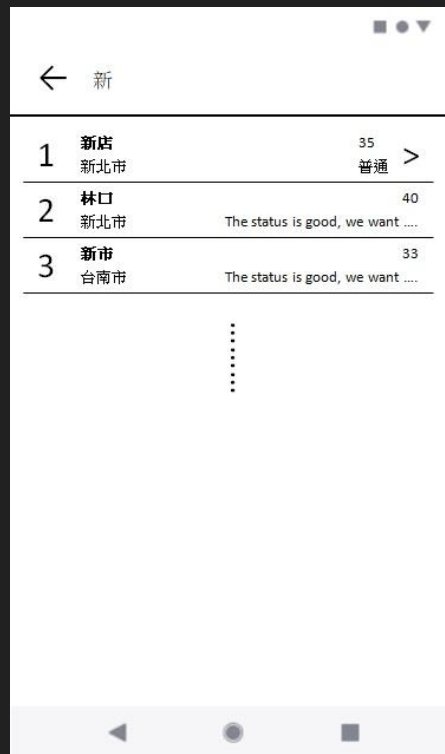 新
1 新店 35
新北市 普通 >
2 林口 40
新北市 The status is good, we want ....
3 新市 33
台南市 The status is good, we want ....